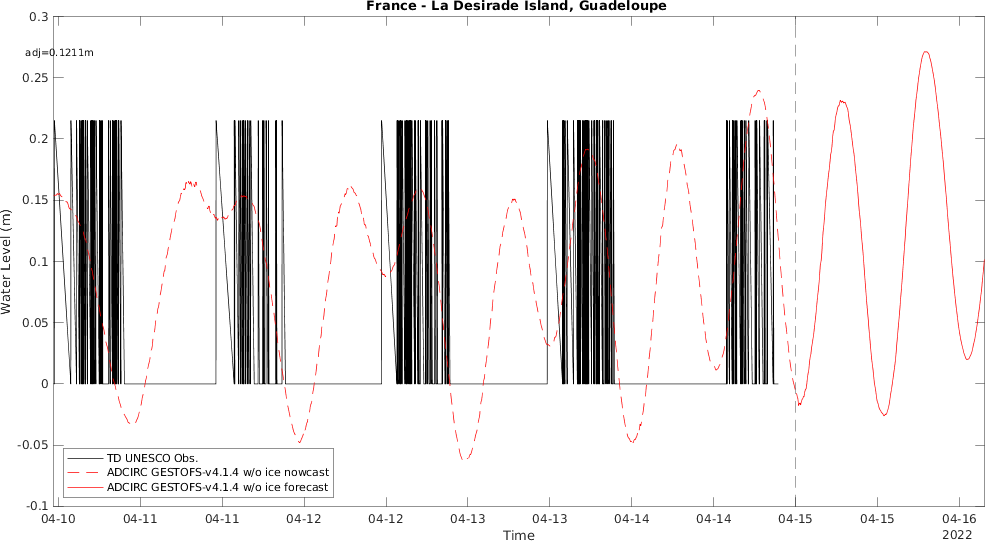 France - La Desirade Island, Guadeloupe
adj=0.1211m
0.3
0.25
0.2
0.15
0.1
0.05
0
-0.05
-0.1
Water Level (m)
TD UNESCO Obs.
ADCIRC GESTOFS-v4.1.4 w/o ice nowcast
ADCIRC GESTOFS-v4.1.4 w/o ice forecast
04-10 04-11 04-11 04-12 04-12 04-13 04-13 04-14 04-14 04-15 04-15 04-16
2022
Time